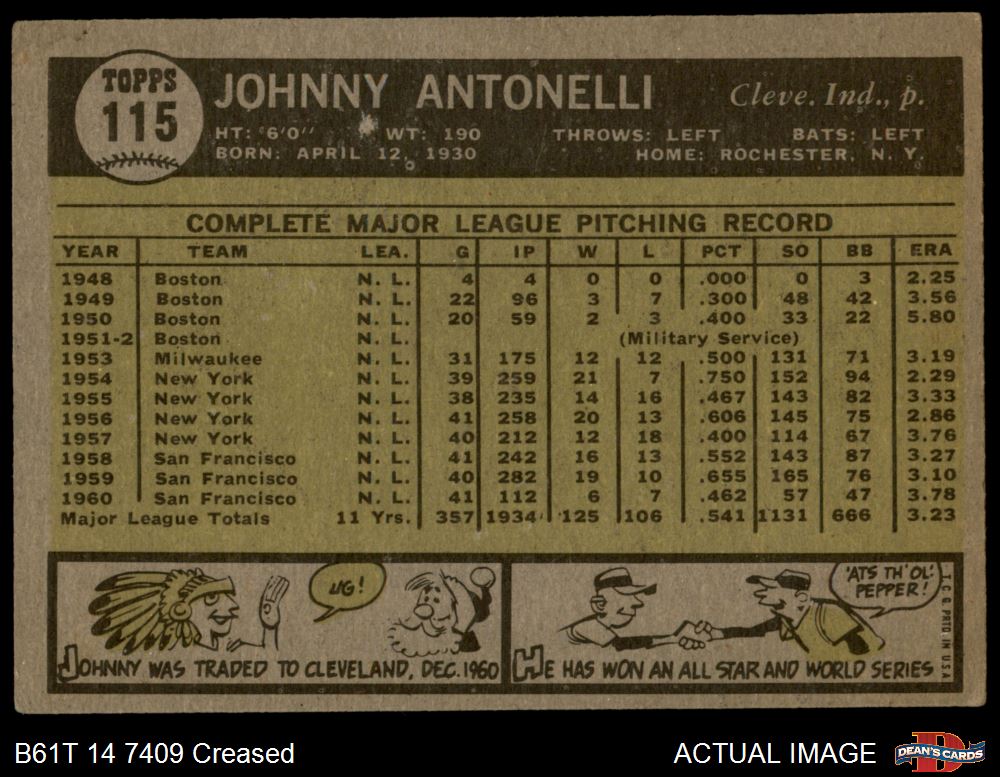 TOPPS
115
JOHNNY ANTONELLI Cleve. Ind., p.
HT: 6'0'' WT: 190 THROWS: LEFT BATS: LEFT
BORN: APRIL 12, 1930 HOME: ROCHESTER, N. Y.
COMPLETE MAJOR LEAGUE PITCHING RECORD
YEAR TEAM LEA. G IP W L PCT SO BB ERA
1948 Boston N. L. 4 4 0 0 .000 0 3 2.25
1949 Boston N. L. 22 96 3 7 .300 48 42 3.56
1950 Boston N. L. 20 59 2 3 .400 33 22 5.80
1951-2 Boston N. L. (Military Service)
1953 Milwaukee N. L. 31 175 12 12 .500 131 71 3.19
1954 New York N. L. 39 259 21 7 .750 152 94 2.29
1955 New York N. L. 38 235 14 16 .467 143 82 3.33
1956 New York N. L. 41 258 20 13 .606 145 75 2.86
1957 New York N. L. 40 212 12 18 .400 114 67 3.76
1958 San Francisco N. L. 41 242 16 13 .552 143 87 3.27
1959 San Francisco N. L. 40 282 19 10 .655 165 76 3.10
1960 San Francisco N. L. 41 112 6 7 .462 57 47 3.78
Major League Totals 11 Yrs. 357 1934 125 106 .541 1131 666 3.23
UG!
JOHNNY WAS TRADED TO CLEVELAND, DEC. 1960
'ATS TH' OL'
PEPPER!
HE HAS WON AN ALL STAR AND WORLD SERIES
T. C. G. PRTD. IN U.S.A.
B61T 14 7409 Creased ACTUAL IMAGE
D
DEAN'S CARDS